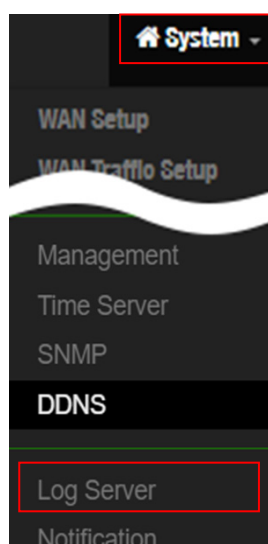 System
WAN Setup
WAN Traffic Setup
Management
Time Server
SNMP
DDNS
Log Server
Notification